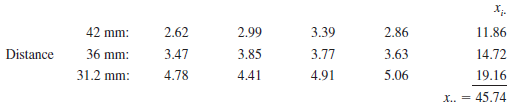 xᵢ.
42 mm: 2.62 2.99 3.39 2.86 11.86
Distance 36 mm: 3.47 3.85 3.77 3.63 14.72
31.2 mm: 4.78 4.41 4.91 5.06 19.16
x.. = 45.74